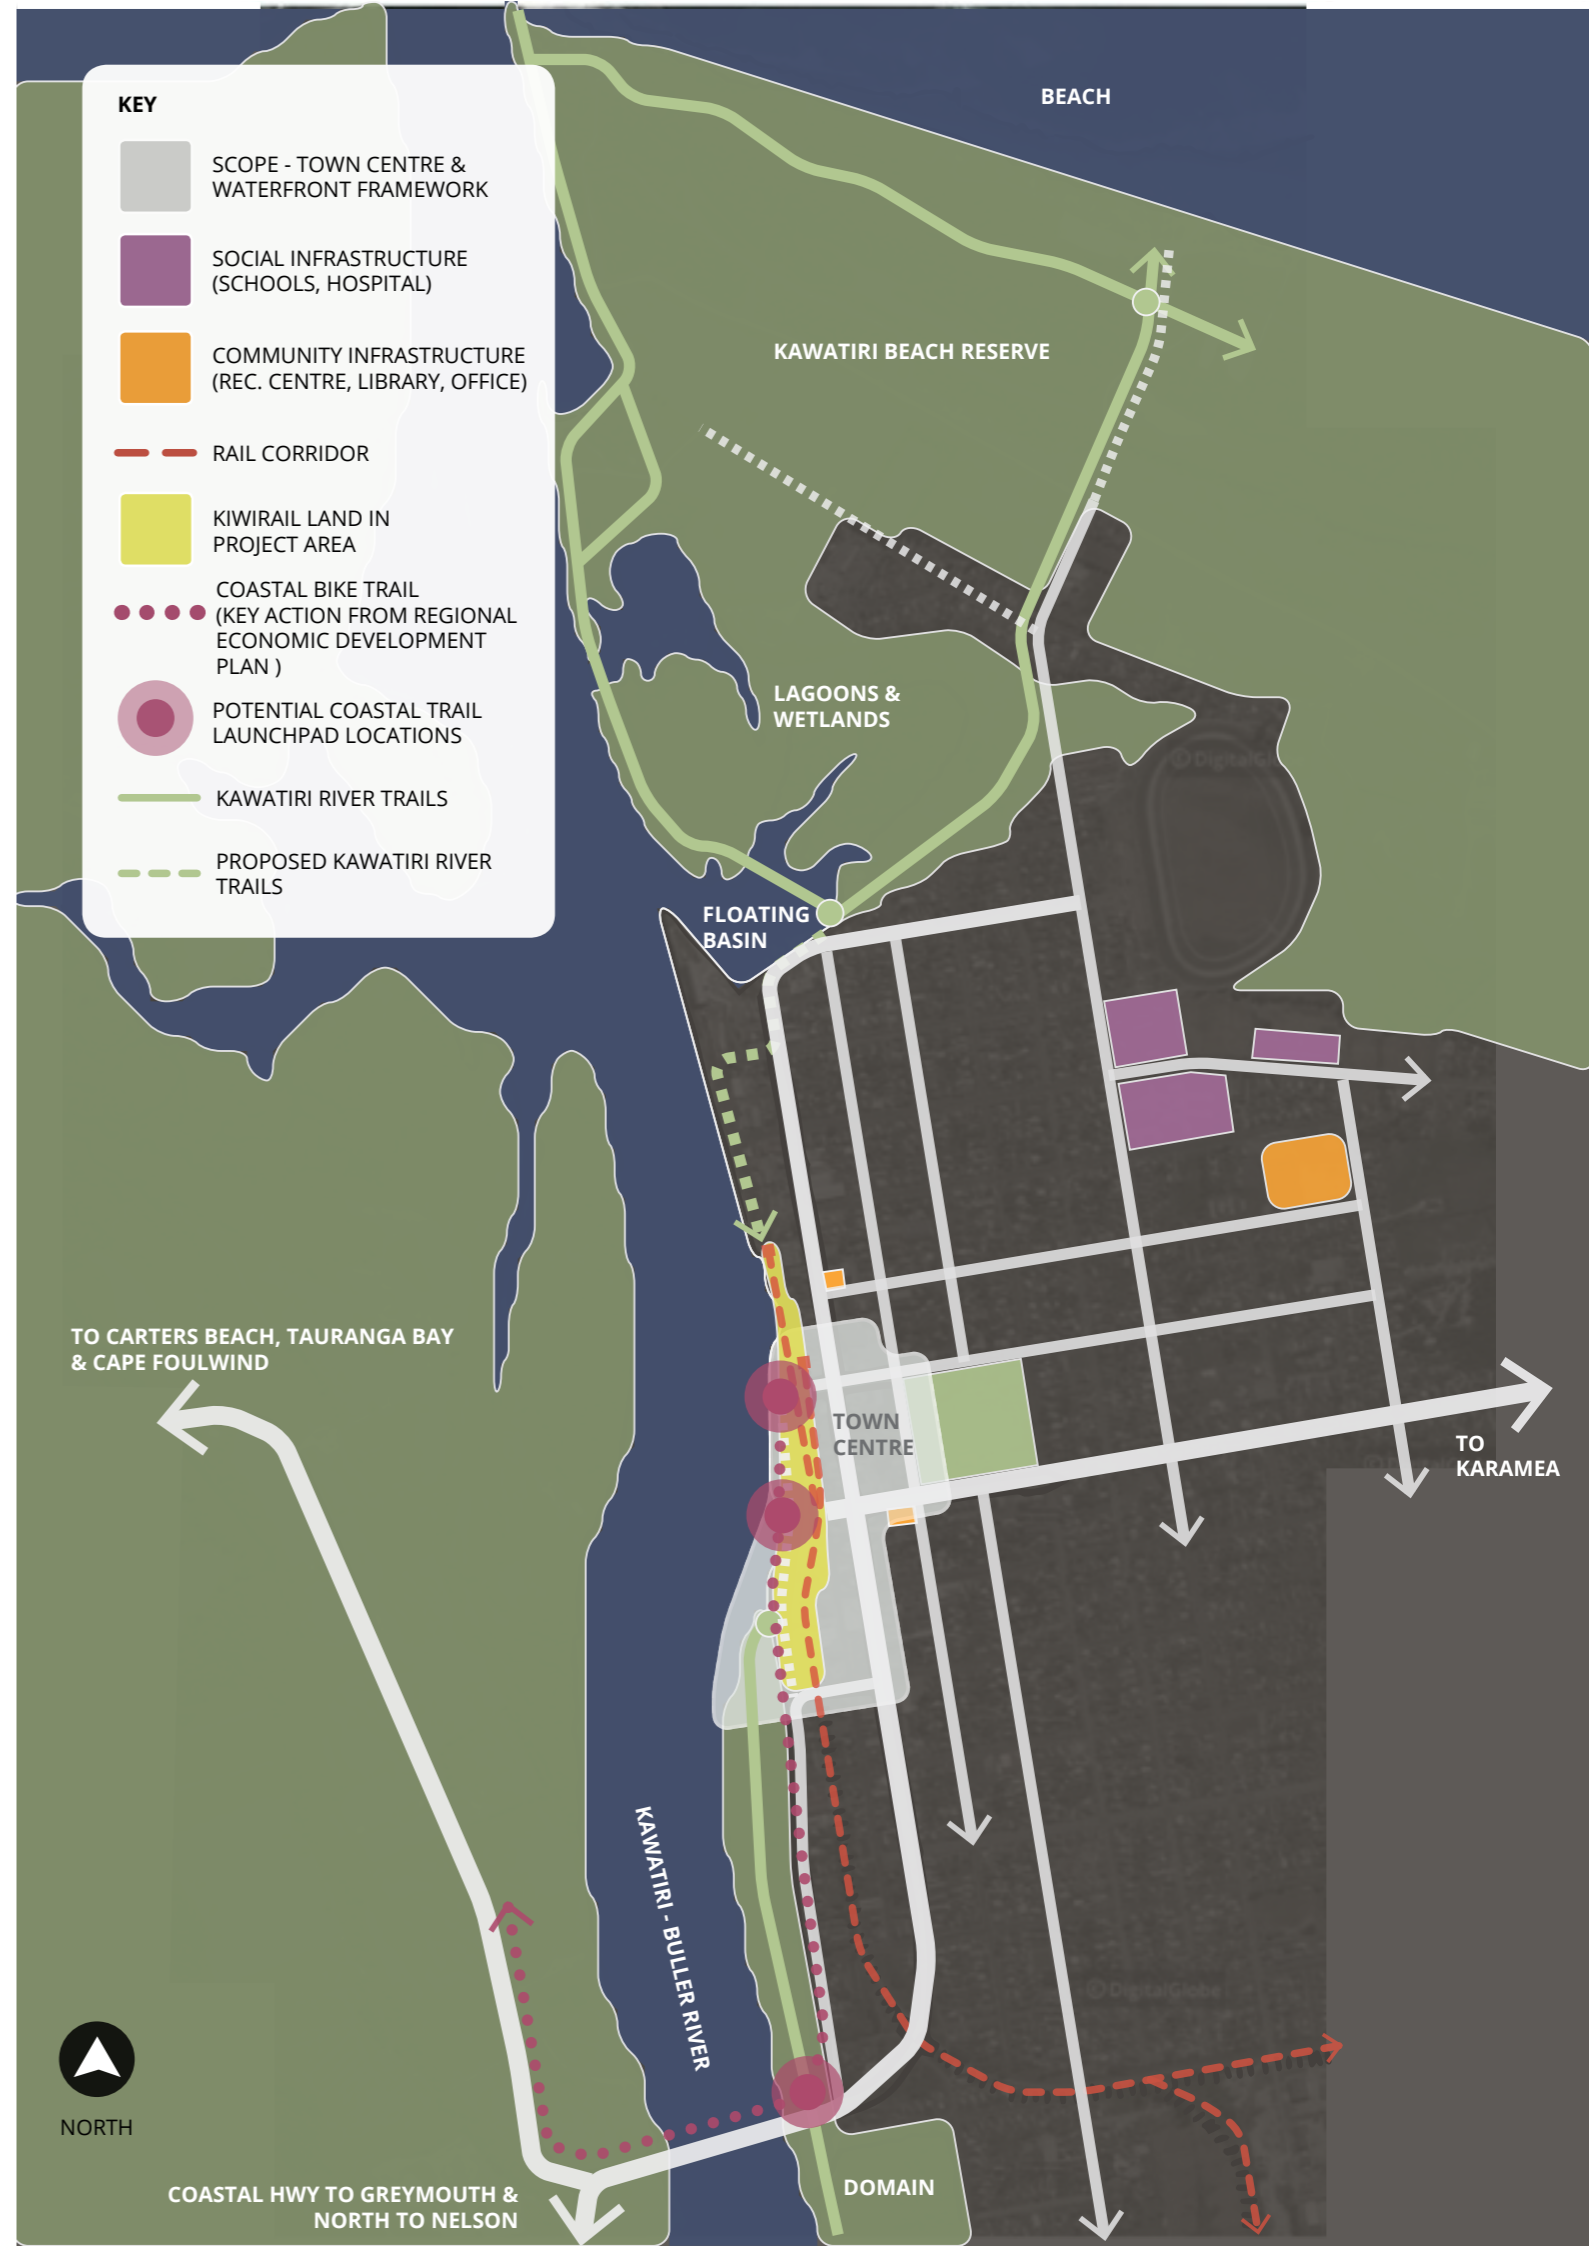 KEY
SCOPE - TOWN CENTRE &
WATERFRONT FRAMEWORK
SOCIAL INFRASTRUCTURE
(SCHOOLS, HOSPITAL)
COMMUNITY INFRASTRUCTURE
(REC. CENTRE, LIBRARY, OFFICE)
RAIL CORRIDOR
KIWIRAIL LAND IN
PROJECT AREA
COASTAL BIKE TRAIL
(KEY ACTION FROM REGIONAL
ECONOMIC DEVELOPMENT
PLAN )
POTENTIAL COASTAL TRAIL
LAUNCHPAD LOCATIONS
KAWATIRI RIVER TRAILS
PROPOSED KAWATIRI RIVER
TRAILS
BEACH
KAWATIRI BEACH RESERVE
LAGOONS &
WETLANDS
FLOATING
BASIN
TO CARTERS BEACH, TAURANGA BAY
& CAPE FOULWIND
TOWN
CENTRE
TO
KARAMEA
KAWATIRI - BULLER RIVER
© DigitalGlobe
NORTH
COASTAL HWY TO GREYMOUTH &
NORTH TO NELSON
DOMAIN